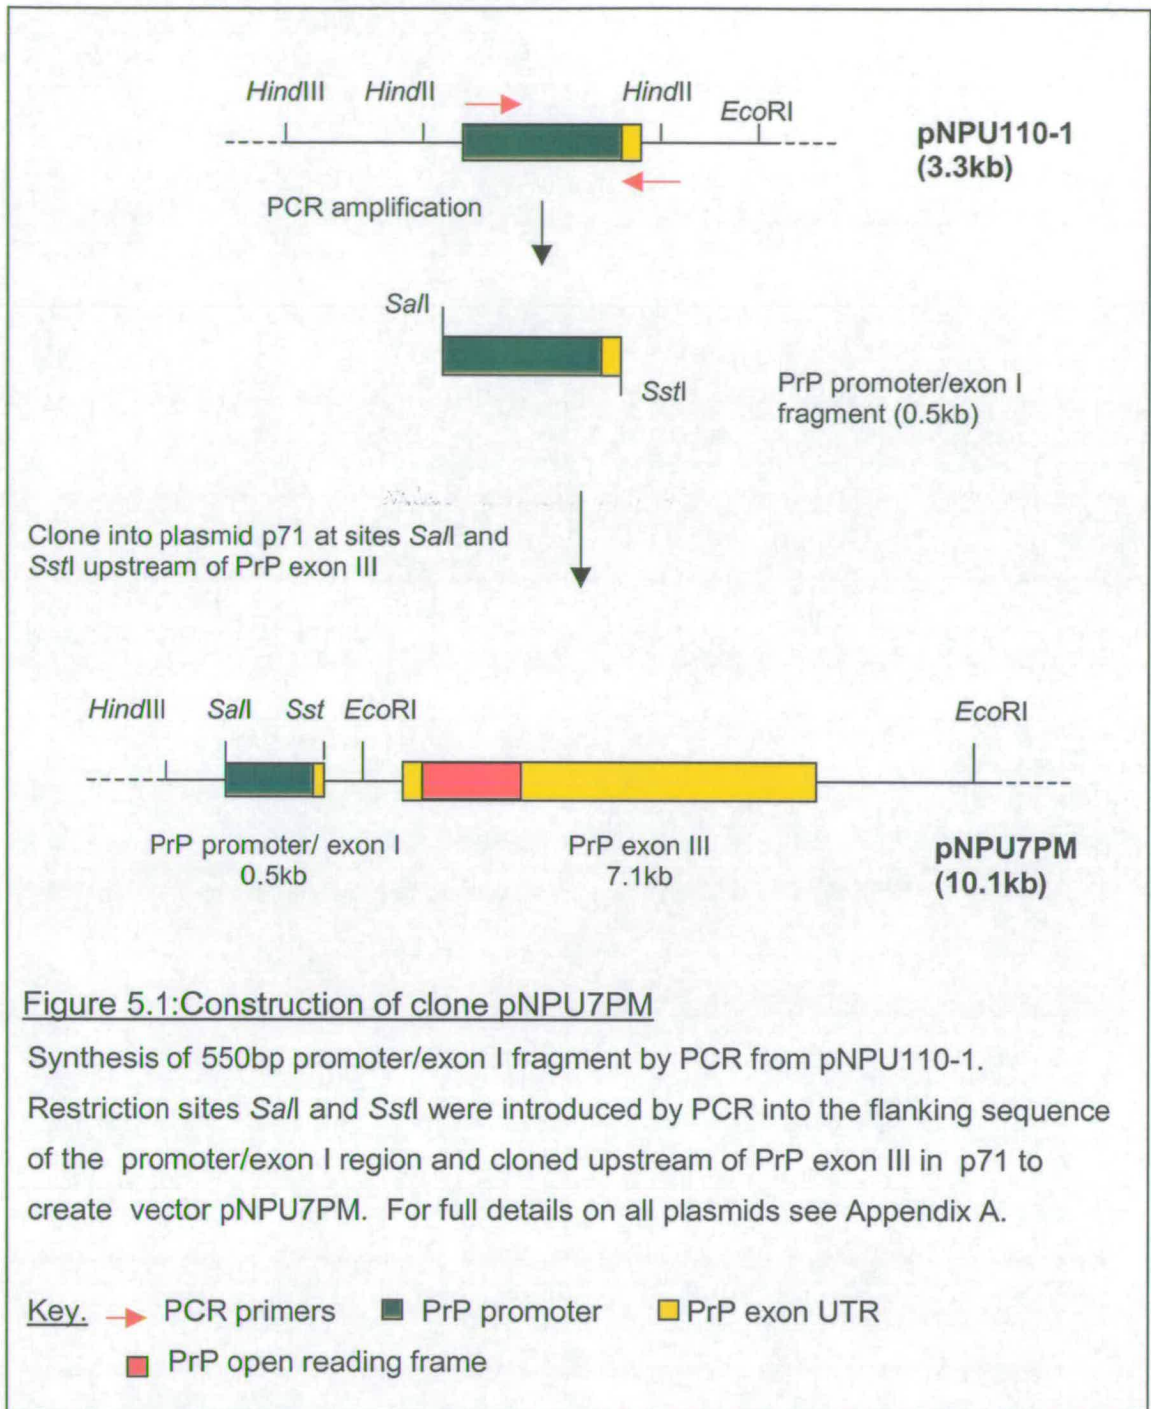 HindIII HindII HindII
EcoRI
pNPU110-1
(3.3kb)
PCR amplification
SalI
SstI
PrP promoter/exon I
fragment (0.5kb)
Clone into plasmid p71 at sites SalI and
SstI upstream of PrP exon III
HindIII SalI Sst EcoRI EcoRI
PrP promoter/ exon I
0.5kb
PrP exon III
7.1kb
pNPU7PM
(10.1kb)
Figure 5.1:Construction of clone pNPU7PM
Synthesis of 550bp promoter/exon I fragment by PCR from pNPU110-1.
Restriction sites SalI and SstI were introduced by PCR into the flanking sequence
of the promoter/exon I region and cloned upstream of PrP exon III in p71 to
create vector pNPU7PM. For full details on all plasmids see Appendix A.
Key. PCR primers PrP promoter PrP exon UTR
PrP open reading frame